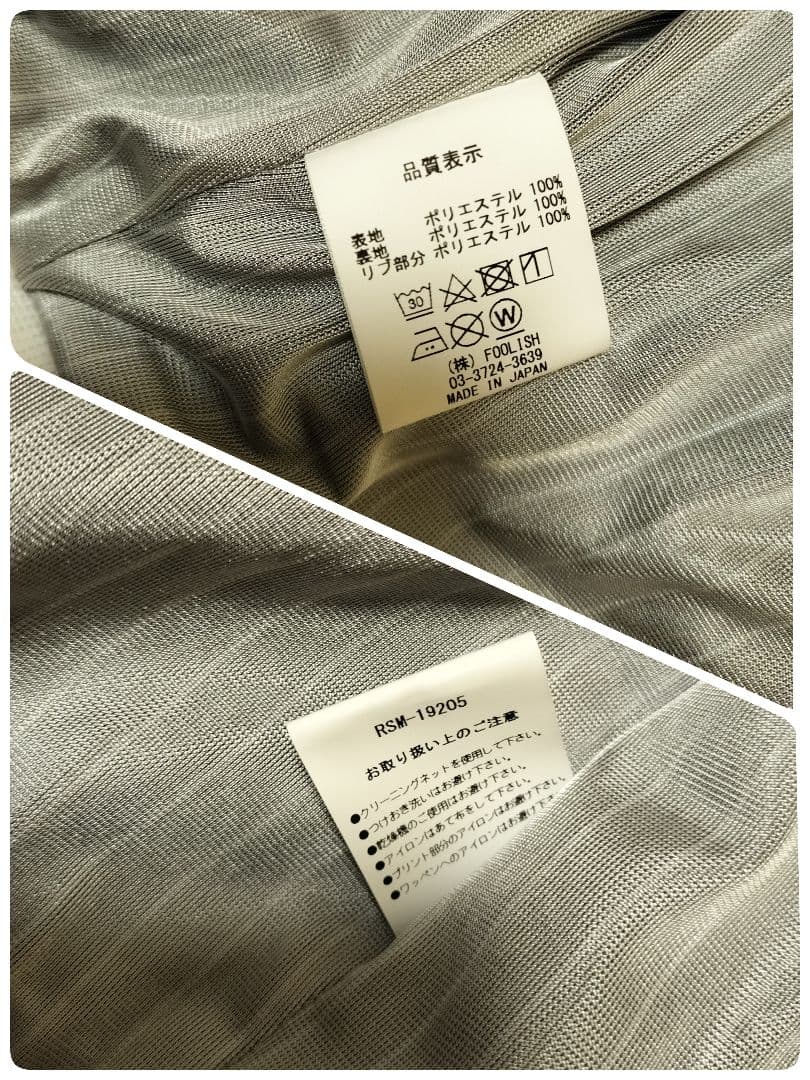 品質表示
表地 ポリエステル 100%
裏地 ポリエステル 100%
リブ部分 ポリエステル 100%
30
W
(株) FOOLISH
03-3724-3639
MADE IN JAPAN
RSM-19205
お取り扱い上のご注意
●クリーニングネットを使用して下さい。
●つけおき洗いはお避け下さい。
●乾燥機のご使用はお避け下さい。
●アイロンはあて布をして下さい。
●プリント部分のアイロンはお避け下さい。
●ワッペンへのアイロンはお避け下